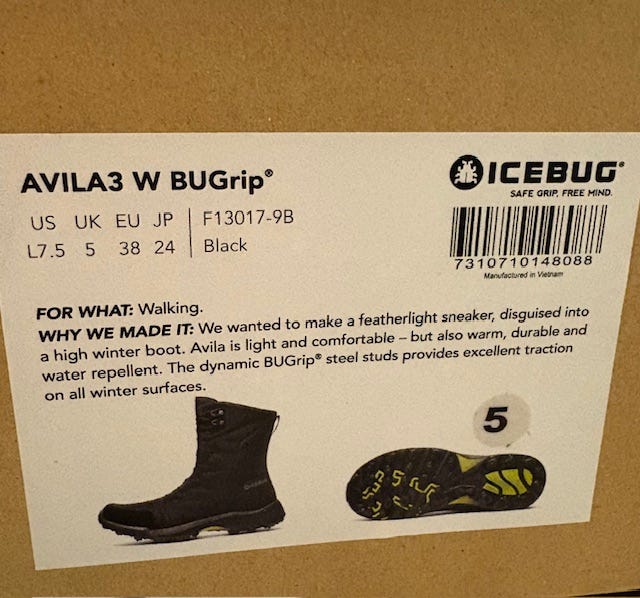 AVILA3 W BUGrip®
US UK EU JP
L7.5 5 38 24
F13017-9B
Black
ICEBUG®
SAFE GRIP, FREE MIND.
7310710148088
Manufactured in Vietnam
FOR WHAT: Walking.
WHY WE MADE IT: We wanted to make a featherlight sneaker, disguised into
a high winter boot. Avila is light and comfortable – but also warm, durable and
water repellent. The dynamic BUGrip® steel studs provides excellent traction
on all winter surfaces.
5